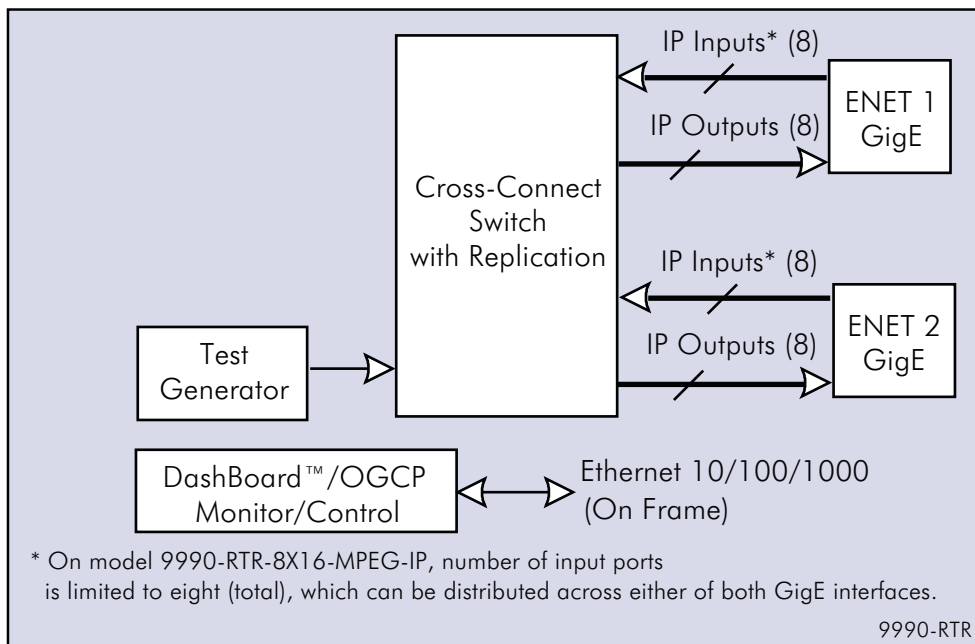 IP Inputs* (8)
ENET 1
GigE
IP Outputs (8)
Cross-Connect
Switch
with Replication
IP Inputs* (8)
ENET 2
GigE
IP Outputs (8)
Test
Generator
DashBoard™/OGCP
Monitor/Control
Ethernet 10/100/1000
(On Frame)
* On model 9990-RTR-8X16-MPEG-IP, number of input ports
is limited to eight (total), which can be distributed across either of both GigE interfaces.
9990-RTR